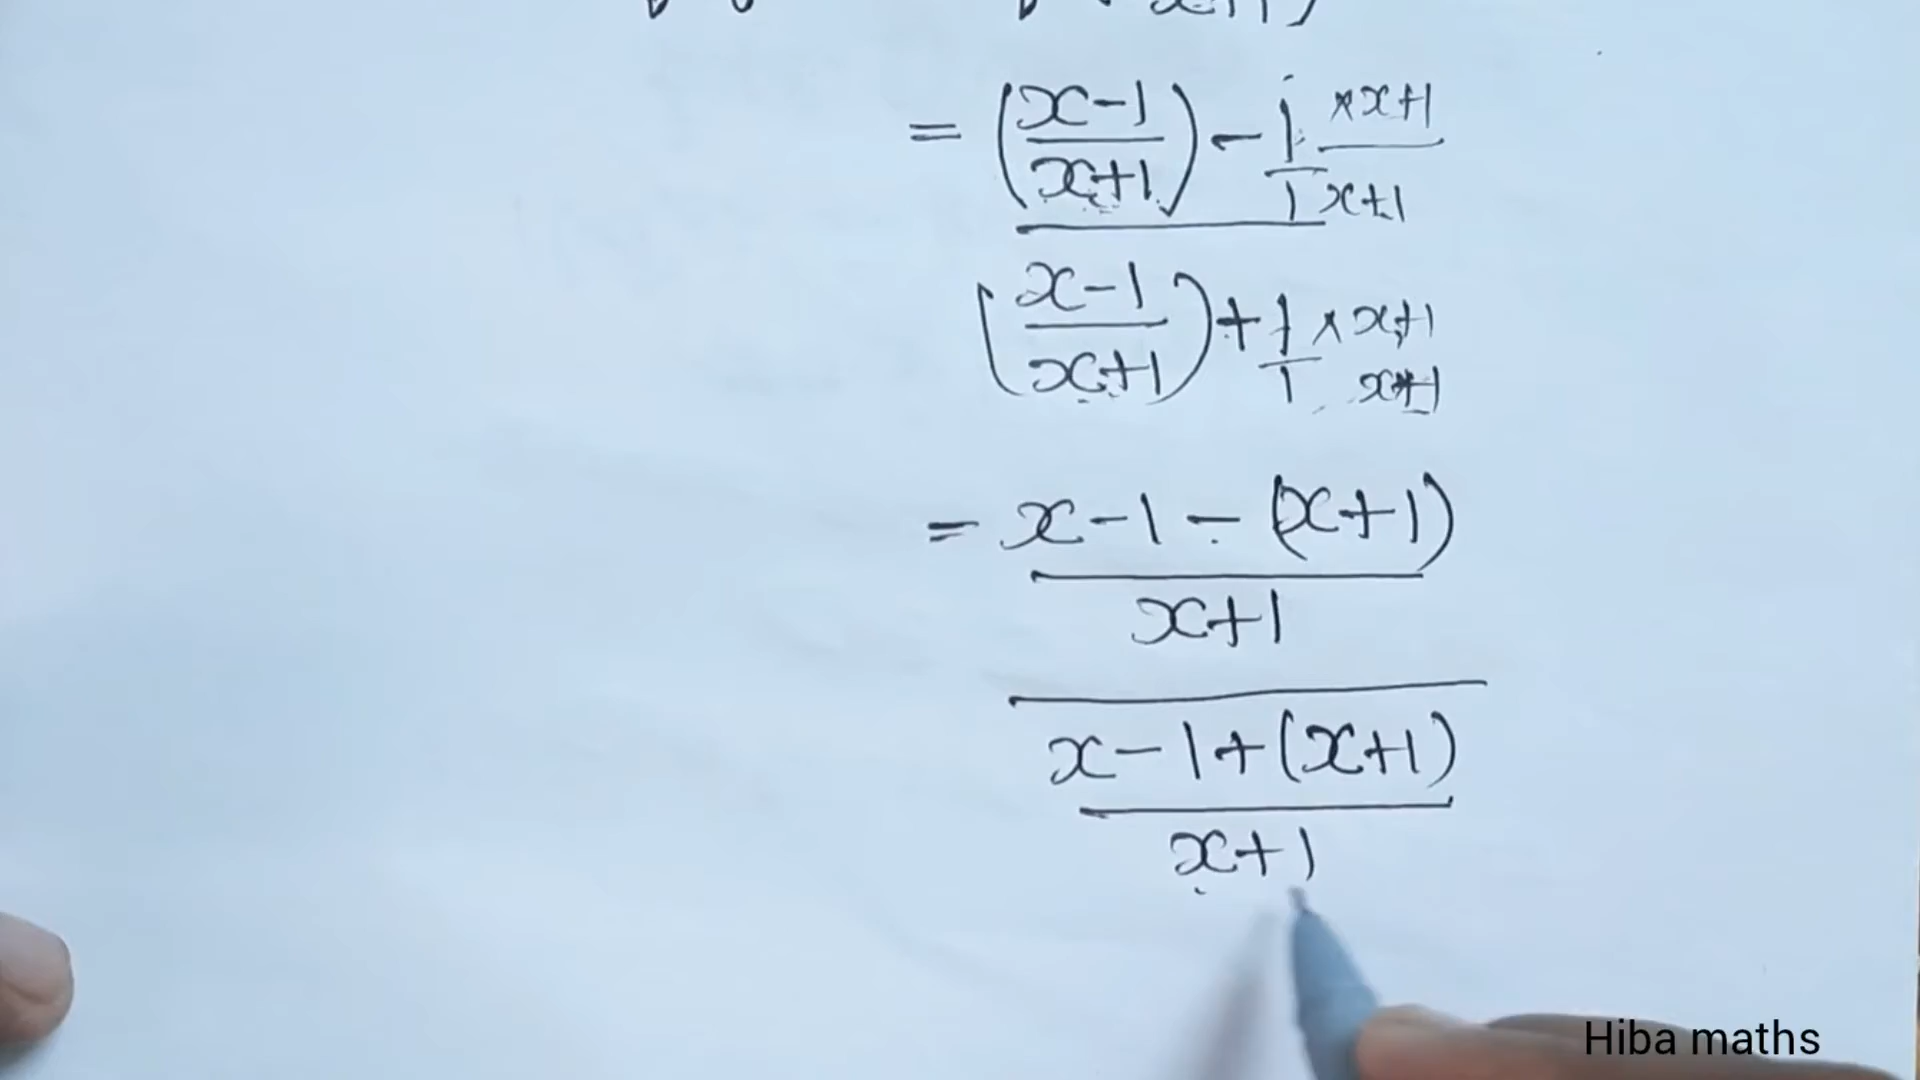 = (x-1
x+1) - 1/1 × x+1
x+1
(x-1
x+1) + 1/1 × x+1
x+1
= x-1-(x+1)
x+1
x-1+(x+1)
x+1
Hiba maths